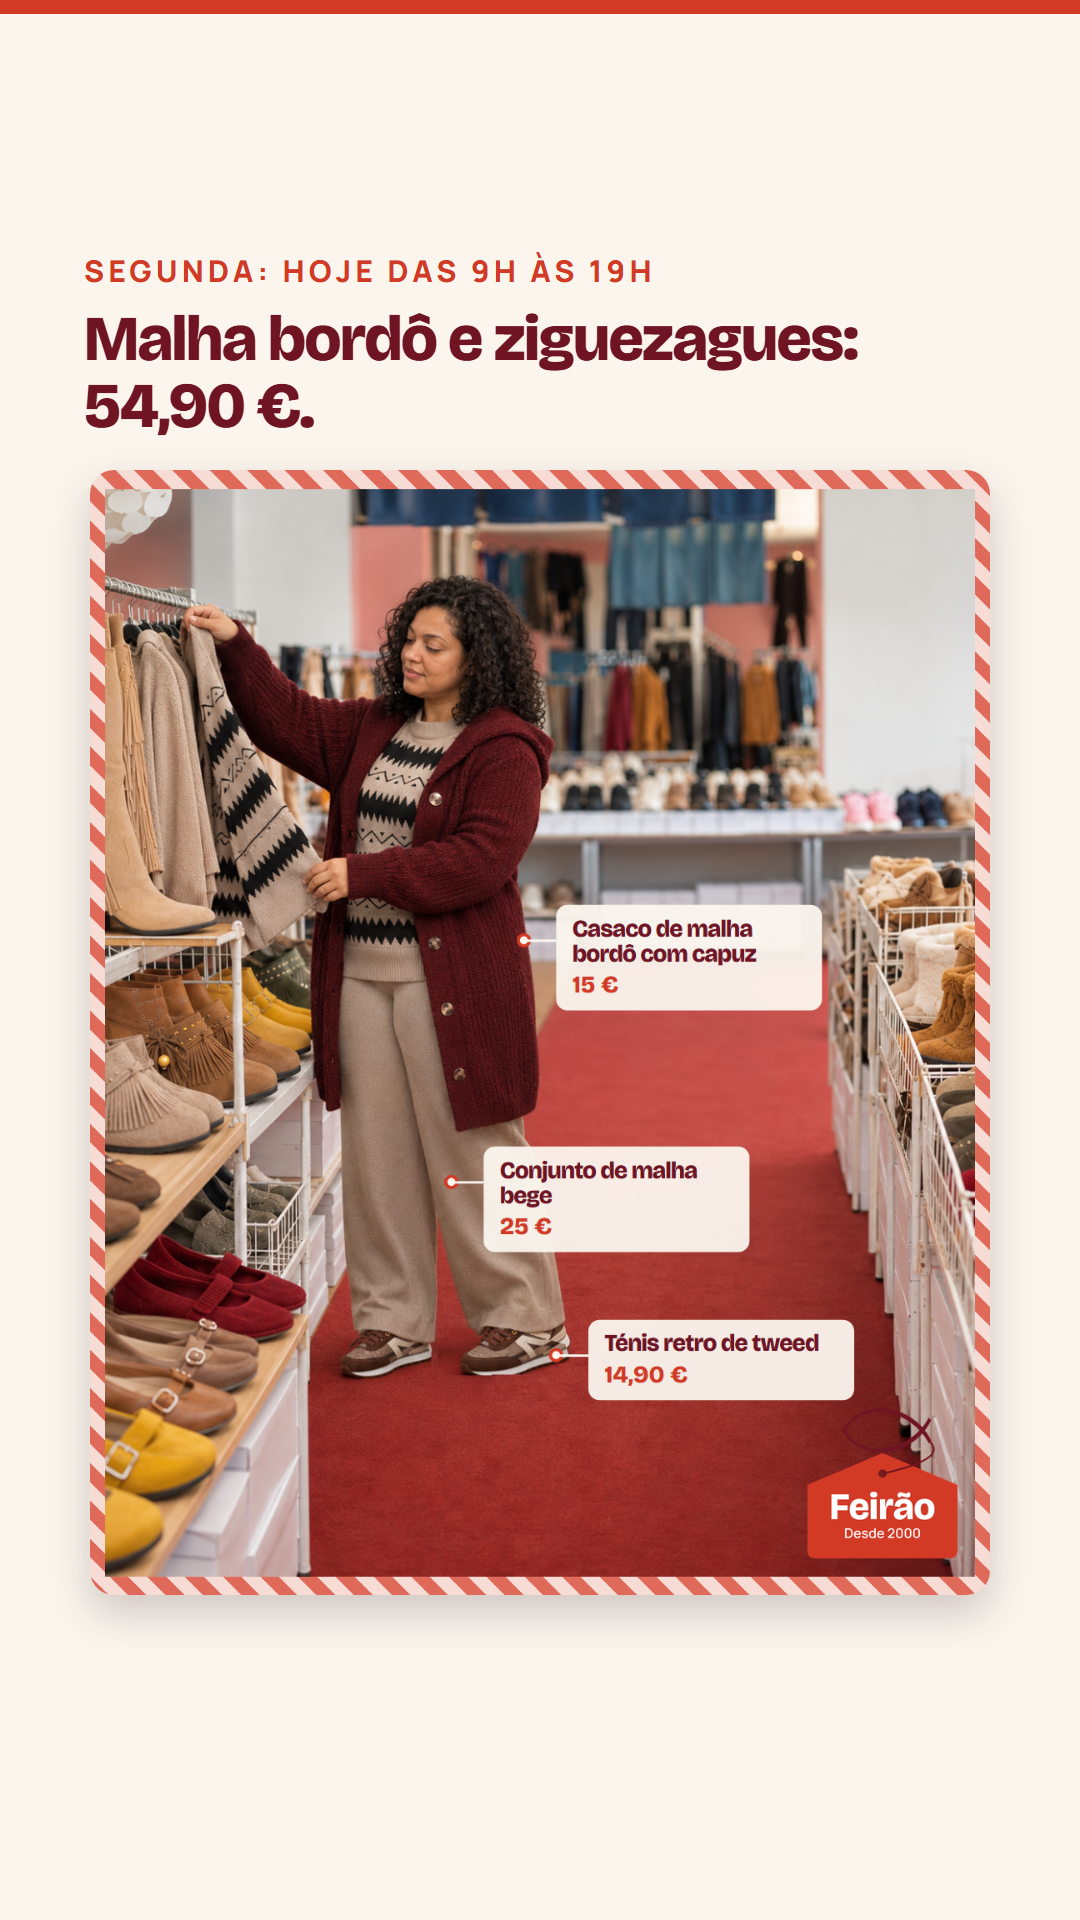 SEGUNDA: HOJE DAS 9H ÀS 19H
Malha bordô e ziguezagues:
54,90 €.
Casaco de malha
bordô com capuz
15 €
Conjunto de malha
bege
25 €
Ténis retro de tweed
14,90 €
Feirão
Desde 2000